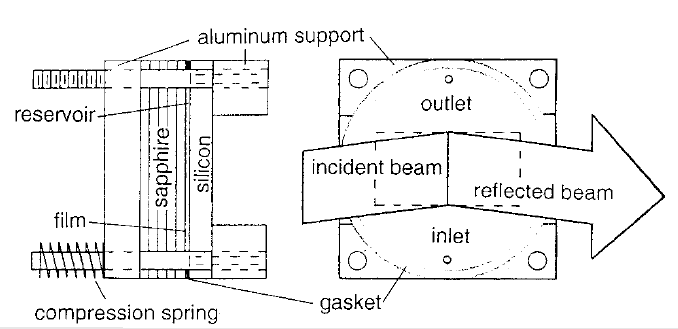 aluminum support
reservoir
outlet
sapphire
silicon
incident beam
reflected beam
film
inlet
compression spring
gasket